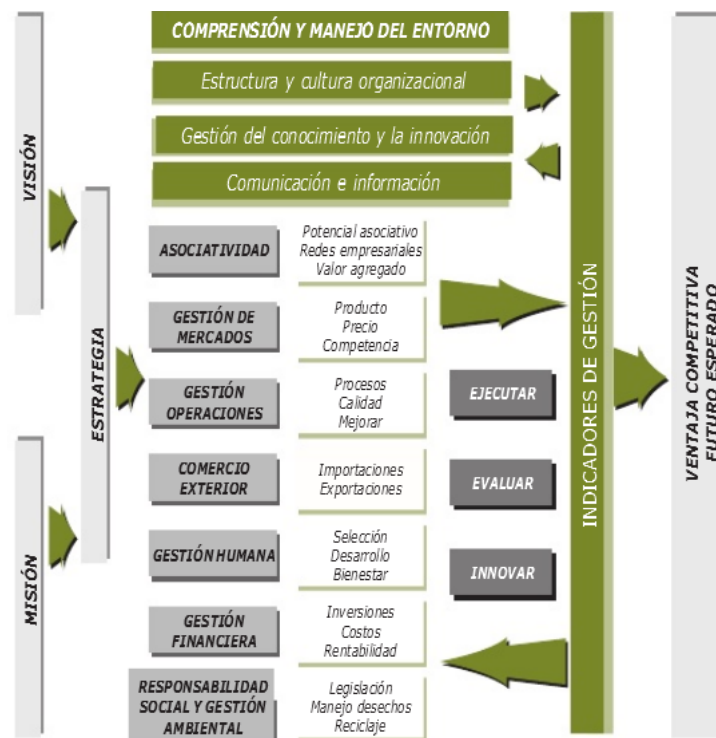 COMPRENSIÓN Y MANEJO DEL ENTORNO
Estructura y cultura organizacional
Gestión del conocimiento y la innovación
Comunicación e información
VISIÓN
MISIÓN
ESTRATEGIA
ASOCIATIVIDAD
Potencial asociativo
Redes empresariales
Valor agregado
GESTIÓN DE
MERCADOS
Producto
Precio
Competencia
GESTIÓN
OPERACIONES
Procesos
Calidad
Mejorar
COMERCIO
EXTERIOR
Importaciones
Exportaciones
GESTIÓN HUMANA
Selección
Desarrollo
Bienestar
GESTIÓN
FINANCIERA
Inversiones
Costos
Rentabilidad
RESPONSABILIDAD
SOCIAL Y GESTIÓN
AMBIENTAL
Legislación
Manejo desechos
Reciclaje
EJECUTAR
EVALUAR
INNOVAR
INDICADORES DE GESTIÓN
VENTAJA COMPETITIVA
FUTURO ESPERADO